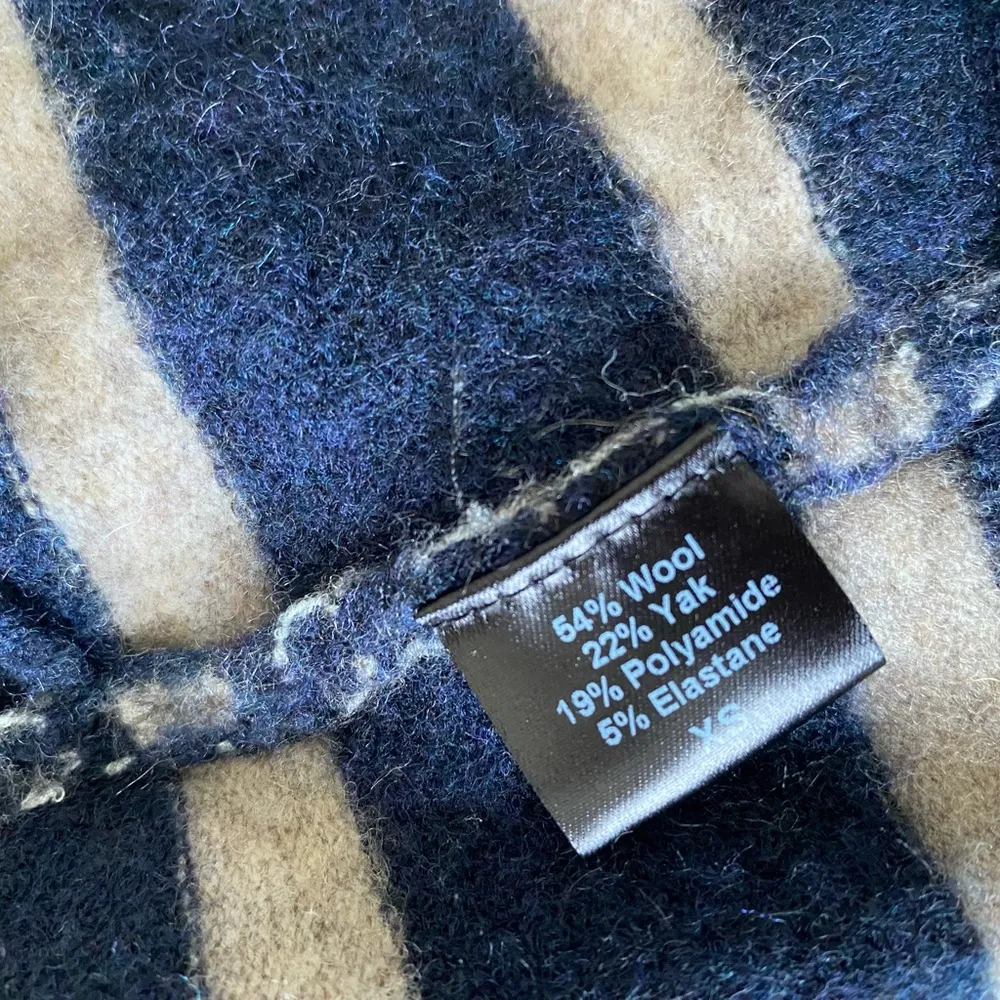 54% Wool
22% Yak
19% Polyamide
5% Elastane
XS